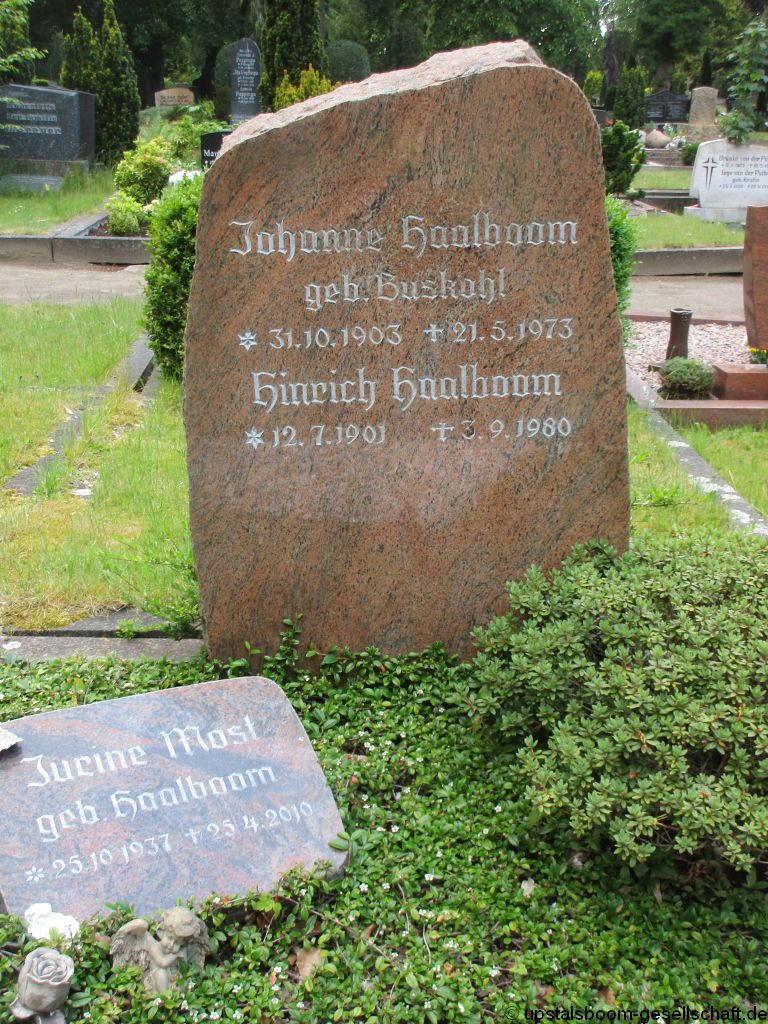 Johanne Haalboom
geb. Buskohl
* 31.10.1903 ✝ 21.5.1973
Hinrich Haalboom
* 12.7.1901 ✝ 3.9.1980
Jurine Most
geb. Haalboom
* 25.10.1937 ✝ 25.4.2010
© upstalsboom-gesellschaft.de